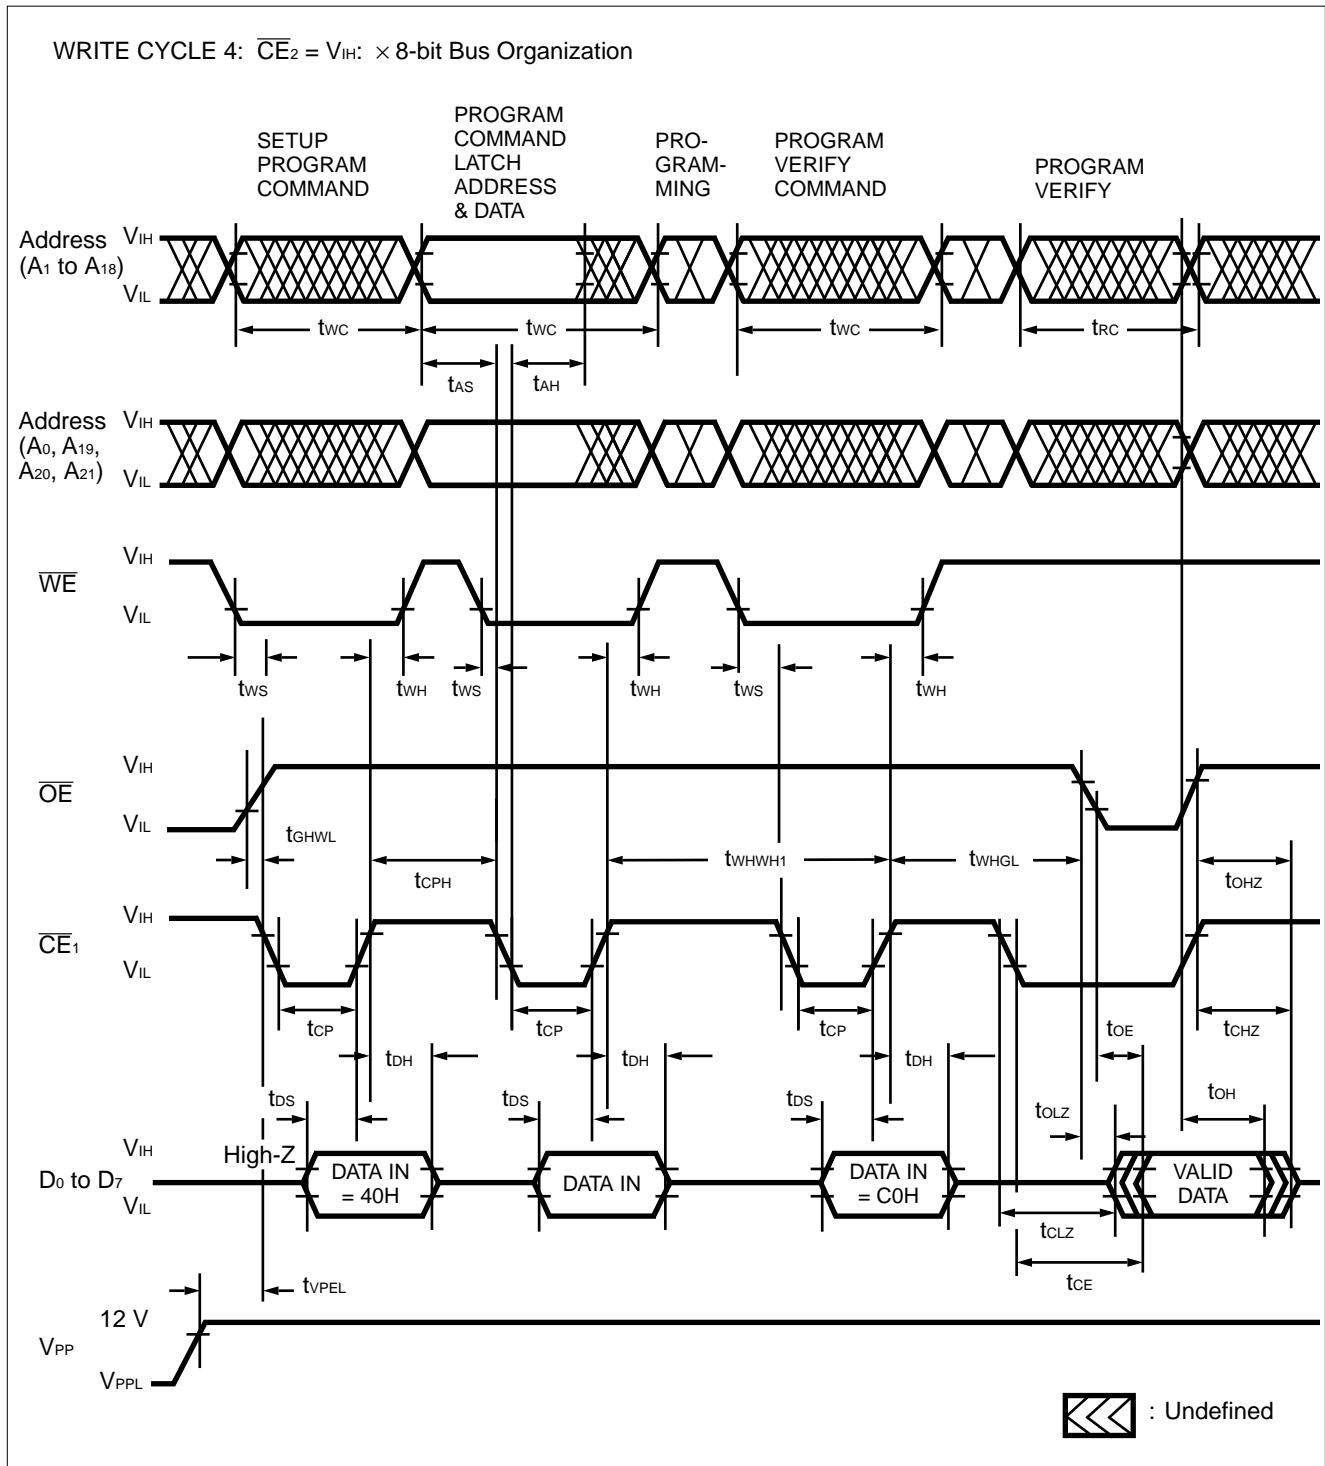 WRITE CYCLE 4: C̅E̅₂ = VIH: × 8-bit Bus Organization
SETUP
PROGRAM
COMMAND
PROGRAM
COMMAND
LATCH
ADDRESS
& DATA
PRO-
GRAM-
MING
PROGRAM
VERIFY
COMMAND
PROGRAM
VERIFY
Address
(A1 to A18)
VIH
VIL
tWC
tWC
tWC
tRC
tAS
tAH
Address
(A0, A19,
A20, A21)
VIH
VIL
W̅E̅
VIH
VIL
tWS
tWH
tWS
tWH
tWS
tWH
O̅E̅
VIH
VIL
tGHWL
tCPH
tWHWH1
tWHGL
tOHZ
C̅E̅1
VIH
VIL
tCP
tCP
tCP
tOE
tCHZ
tDH
tDH
tDH
tDS
tDS
tDS
tOLZ
tOH
D0 to D7
VIH
VIL
High-Z
DATA IN
= 40H
DATA IN
DATA IN
= C0H
VALID
DATA
tCLZ
tCE
tVPEL
VPP
12 V
VPPL
: Undefined